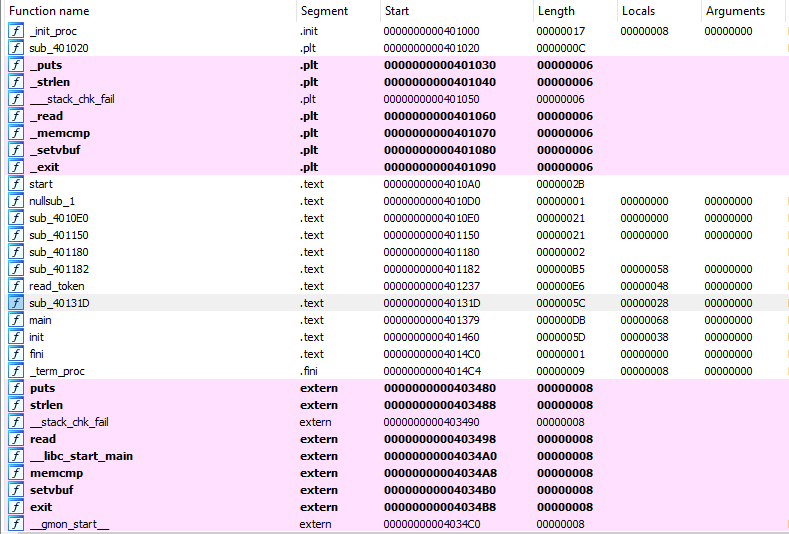 Function name Segment Start Length Locals Arguments
_init_proc .init 0000000000401000 00000017 00000008 00000000
sub_401020 .plt 0000000000401020 0000000C
_puts .plt 0000000000401030 00000006
_strlen .plt 0000000000401040 00000006
___stack_chk_fail .plt 0000000000401050 00000006
_read .plt 0000000000401060 00000006
_memcmp .plt 0000000000401070 00000006
_setvbuf .plt 0000000000401080 00000006
_exit .plt 0000000000401090 00000006
start .text 00000000004010A0 0000002B
nullsub_1 .text 00000000004010D0 00000001 00000000 00000000
sub_4010E0 .text 00000000004010E0 00000021 00000000 00000000
sub_401150 .text 0000000000401150 00000021 00000000 00000000
sub_401180 .text 0000000000401180 00000002
sub_401182 .text 0000000000401182 000000B5 00000058 00000000
read_token .text 0000000000401237 000000E6 00000048 00000000
sub_40131D .text 000000000040131D 0000005C 00000028 00000000
main .text 0000000000401379 000000DB 00000068 00000000
init .text 0000000000401460 0000005D 00000038 00000000
fini .text 00000000004014C0 00000001 00000000 00000000
_term_proc .fini 00000000004014C4 00000009 00000008 00000000
puts extern 0000000000403480 00000008
strlen extern 0000000000403488 00000008
__stack_chk_fail extern 0000000000403490 00000008
read extern 0000000000403498 00000008
__libc_start_main extern 00000000004034A0 00000008
memcmp extern 00000000004034A8 00000008
setvbuf extern 00000000004034B0 00000008
exit extern 00000000004034B8 00000008
__gmon_start__ extern 00000000004034C0 00000008